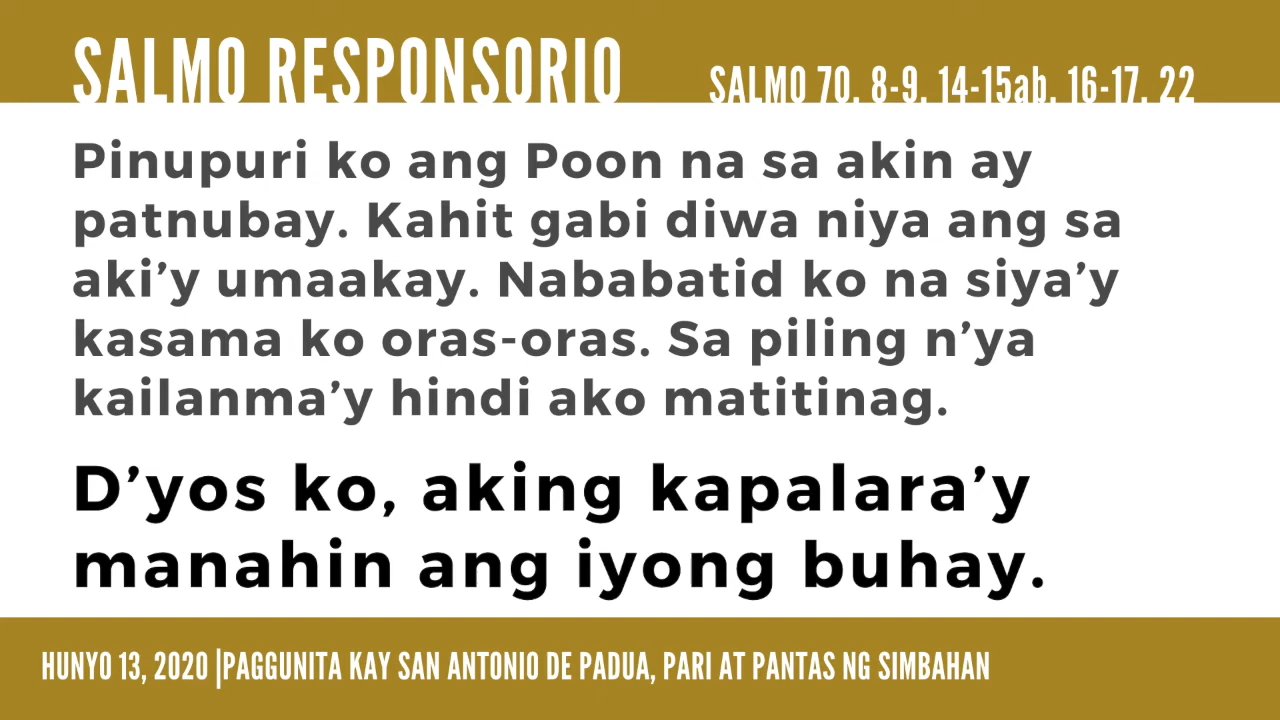 SALMO RESPONSORIO
SALMO 70, 8-9, 14-15ab, 16-17, 22
Pinupuri ko ang Poon na sa akin ay
patnubay. Kahit gabi diwa niya ang sa
aki’y umaakay. Nababatid ko na siya’y
kasama ko oras-oras. Sa piling n’ya
kailanma’y hindi ako matitinag.
D’yos ko, aking kapalara’y
manahin ang iyong buhay.
HUNYO 13, 2020 |PAGGUNITA KAY SAN ANTONIO DE PADUA, PARI AT PANTAS NG SIMBAHAN